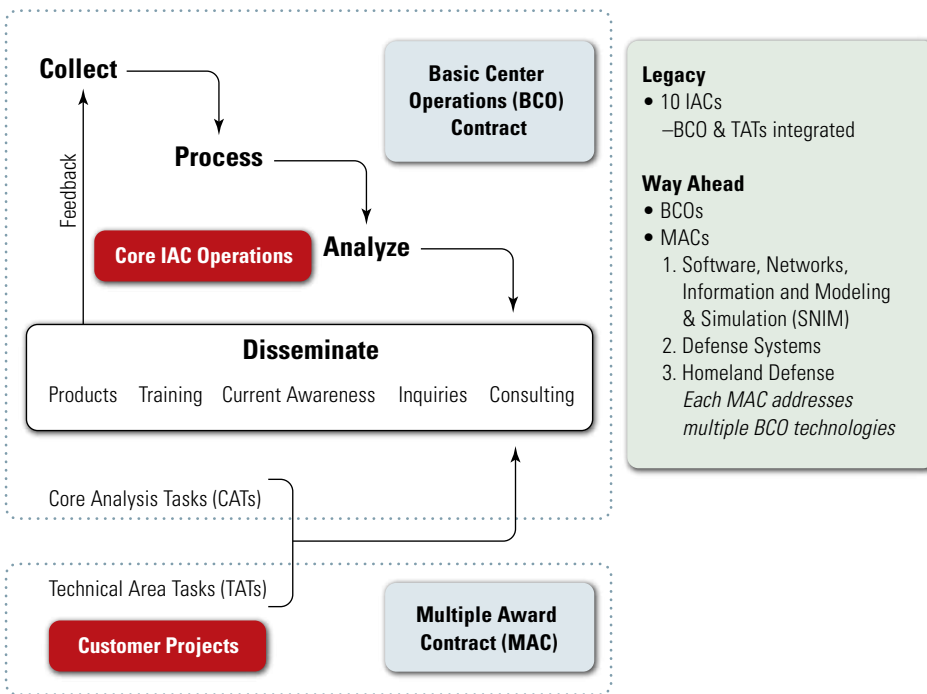 Collect
Process
Analyze
Feedback
Core IAC Operations
Basic Center
Operations (BCO)
Contract
Disseminate
Products Training Current Awareness Inquiries Consulting
Core Analysis Tasks (CATs)
Technical Area Tasks (TATs)
Customer Projects
Multiple Award
Contract (MAC)
Legacy
• 10 IACs
–BCO & TATs integrated
Way Ahead
• BCOs
• MACs
1. Software, Networks,
Information and Modeling
& Simulation (SNIM)
2. Defense Systems
3. Homeland Defense
Each MAC addresses
multiple BCO technologies